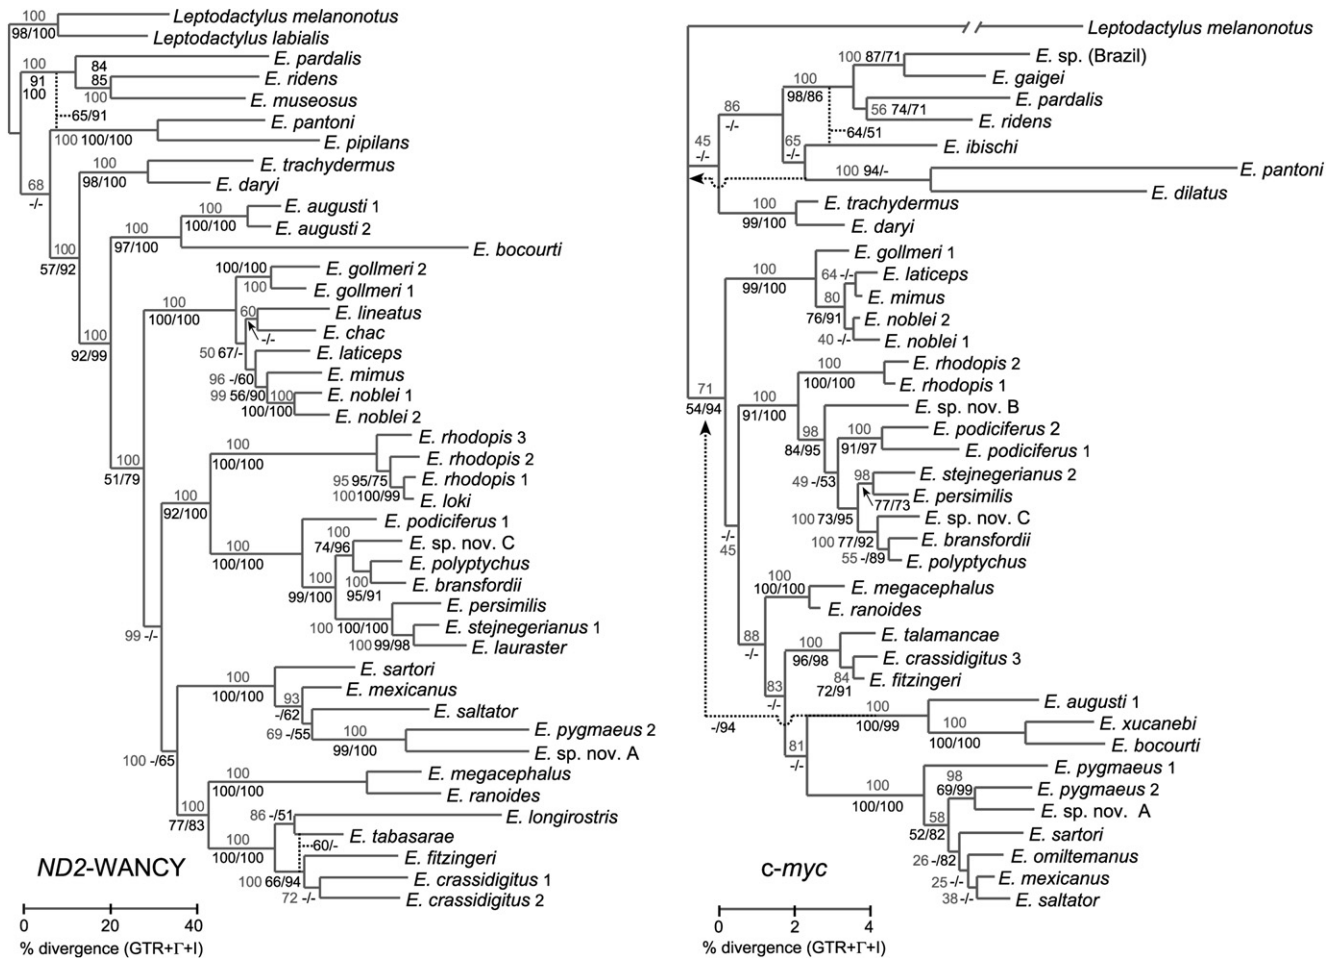 100
98/100
Leptodactylus melanonotus
Leptodactylus labialis
100
91
100
84
85
100
E. pardalis
E. ridens
E. museosus
65/91
100 100/100
E. pantoni
E. pipilans
68
-/-
100
98/100
E. trachydermus
E. daryi
100
57/92
100
97/100
100
100/100
E. augusti 1
E. augusti 2
E. bocourti
100
92/99
100
100/100
100/100
100
E. gollmeri 2
E. gollmeri 1
60
-/-
E. lineatus
E. chac
50 67/-
E. laticeps
96 -/60
E. mimus
99 56/90
100
100/100
E. noblei 1
E. noblei 2
100
51/79
100
100/100
E. rhodopis 3
E. rhodopis 2
95 95/75
E. rhodopis 1
100 100/99
E. loki
100
92/100
100
100/100
E. podiciferus 1
100
74/96
E. sp. nov. C
E. polyptychus
100
95/91
E. bransfordii
100
99/100
E. persimilis
100 100/100
E. stejnegerianus 1
100 99/98
E. lauraster
99 -/-
100
100/100
E. sartori
93
-/62
E. mexicanus
69 -/55
E. saltator
100
99/100
E. pygmaeus 2
E. sp. nov. A
100 -/65
100
100/100
E. megacephalus
E. ranoides
100
77/83
86 -/51
E. longirostris
100
100/100
E. tabasarae
60/-
E. fitzingeri
100 66/94
E. crassidigitus 1
72 -/-
E. crassidigitus 2
ND2-WANCY
0 20 40
% divergence (GTR+Γ+I)
Leptodactylus melanonotus
100 87/71
E. sp. (Brazil)
E. gaigei
100
98/86
E. pardalis
56 74/71
E. ridens
86
-/-
64/51
45
-/-
65
-/-
E. ibischi
100 94/-
E. pantoni
E. dilatus
100
99/100
E. trachydermus
E. daryi
100
99/100
E. gollmeri 1
64 -/-
E. laticeps
E. mimus
80
76/91
E. noblei 2
40 -/-
E. noblei 1
71
54/94
100
100/100
E. rhodopis 2
E. rhodopis 1
100
91/100
E. sp. nov. B
98
84/95
100
91/97
E. podiciferus 2
E. podiciferus 1
49 -/53
98
77/73
E. stejnegerianus 2
E. persimilis
100 73/95
E. sp. nov. C
100 77/92
E. bransfordii
55 -/89
E. polyptychus
-/-
45
100
100/100
E. megacephalus
E. ranoides
88
-/-
100
96/98
E. talamancae
E. crassidigitus 3
84
72/91
E. fitzingeri
83
-/-
-/94
100
100/99
E. augusti 1
100
100/100
E. xucanebi
E. bocourti
81
-/-
100
100/100
E. pygmaeus 1
98
69/99
E. pygmaeus 2
E. sp. nov. A
58
52/82
E. sartori
26 -/82
E. omiltemanus
25 -/-
E. mexicanus
38 -/-
E. saltator
c-myc
0 2 4
% divergence (GTR+Γ+I)